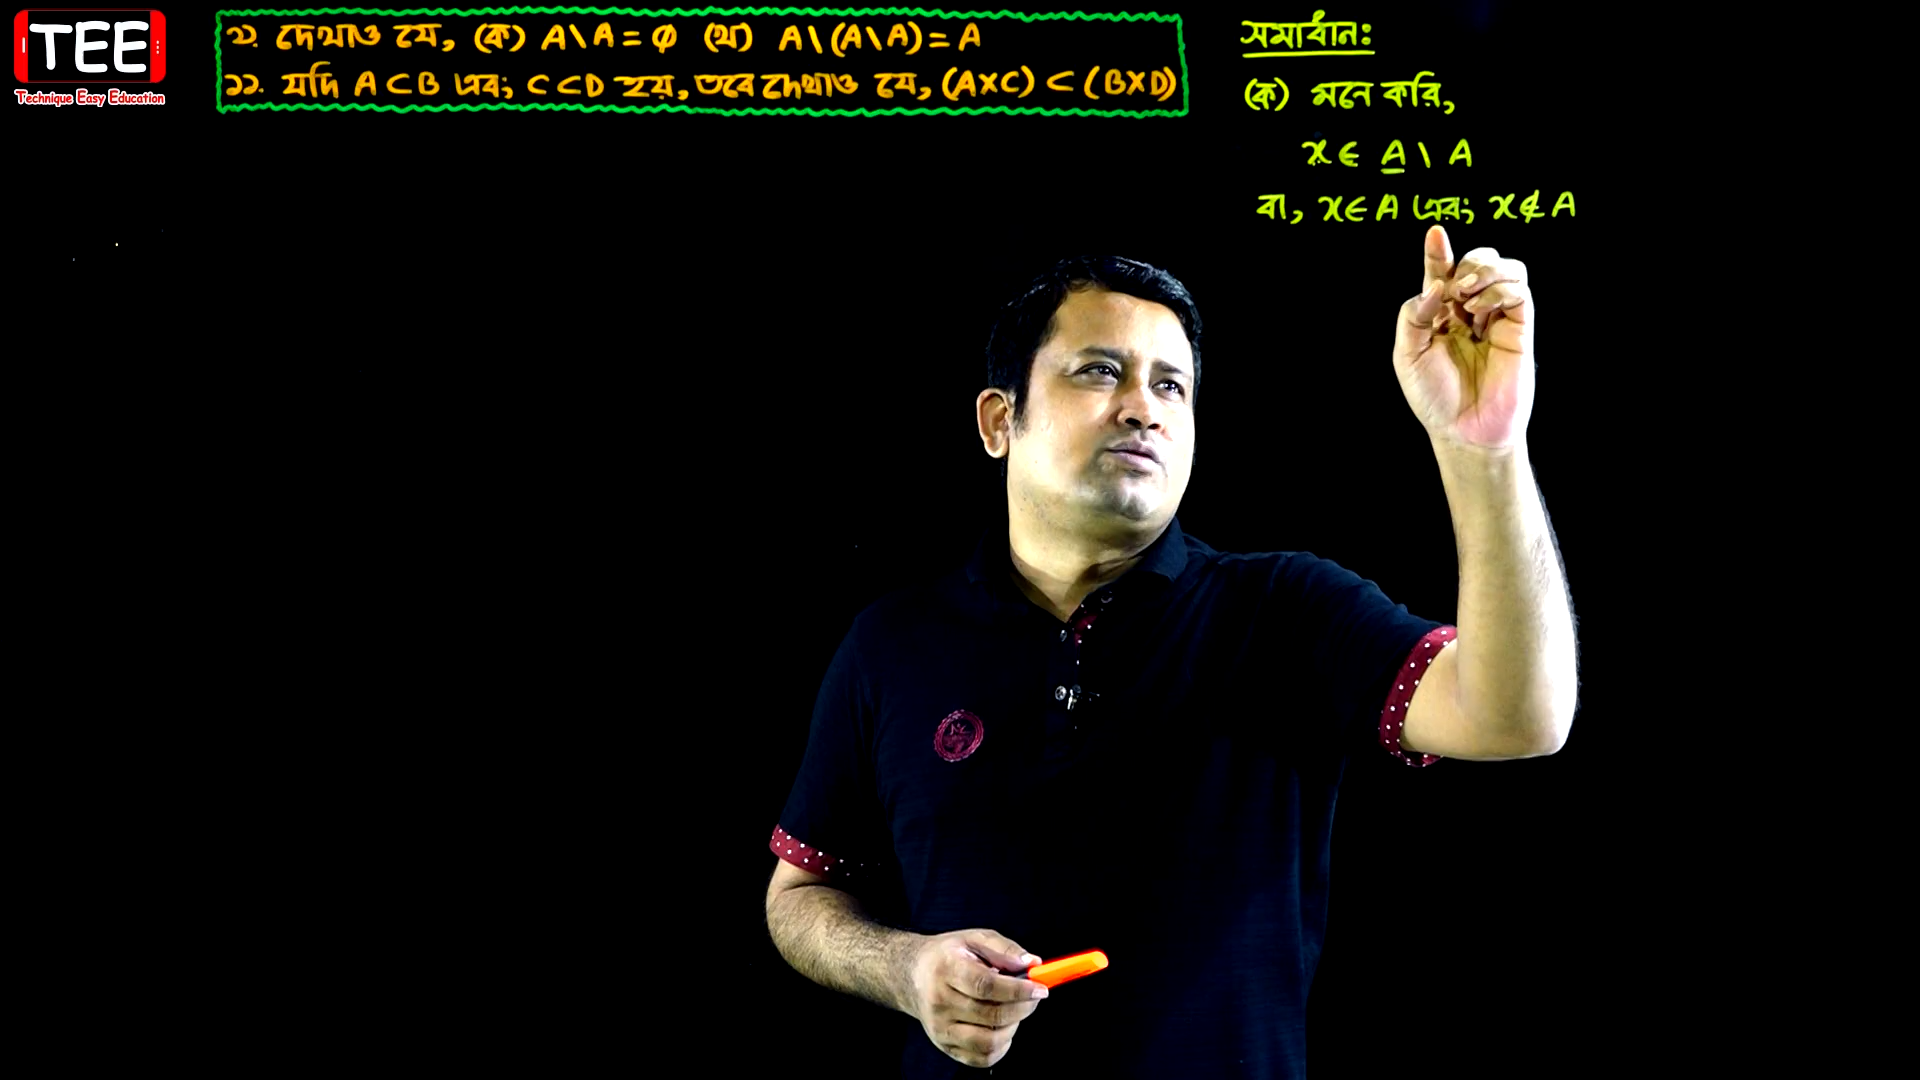 TEE
Technique Easy Education
১০. দেখাও যে, (ক) A \ A = φ (খ) A \ (A \ A) = A
১১. যদি A ⊂ B এবং C ⊂ D হয়, তবে দেখাও যে, (A×C) ⊂ (B×D)
সমাধান:
(ক) মনে করি,
x ∈ A \ A
বা, x ∈ A এবং x ∉ A